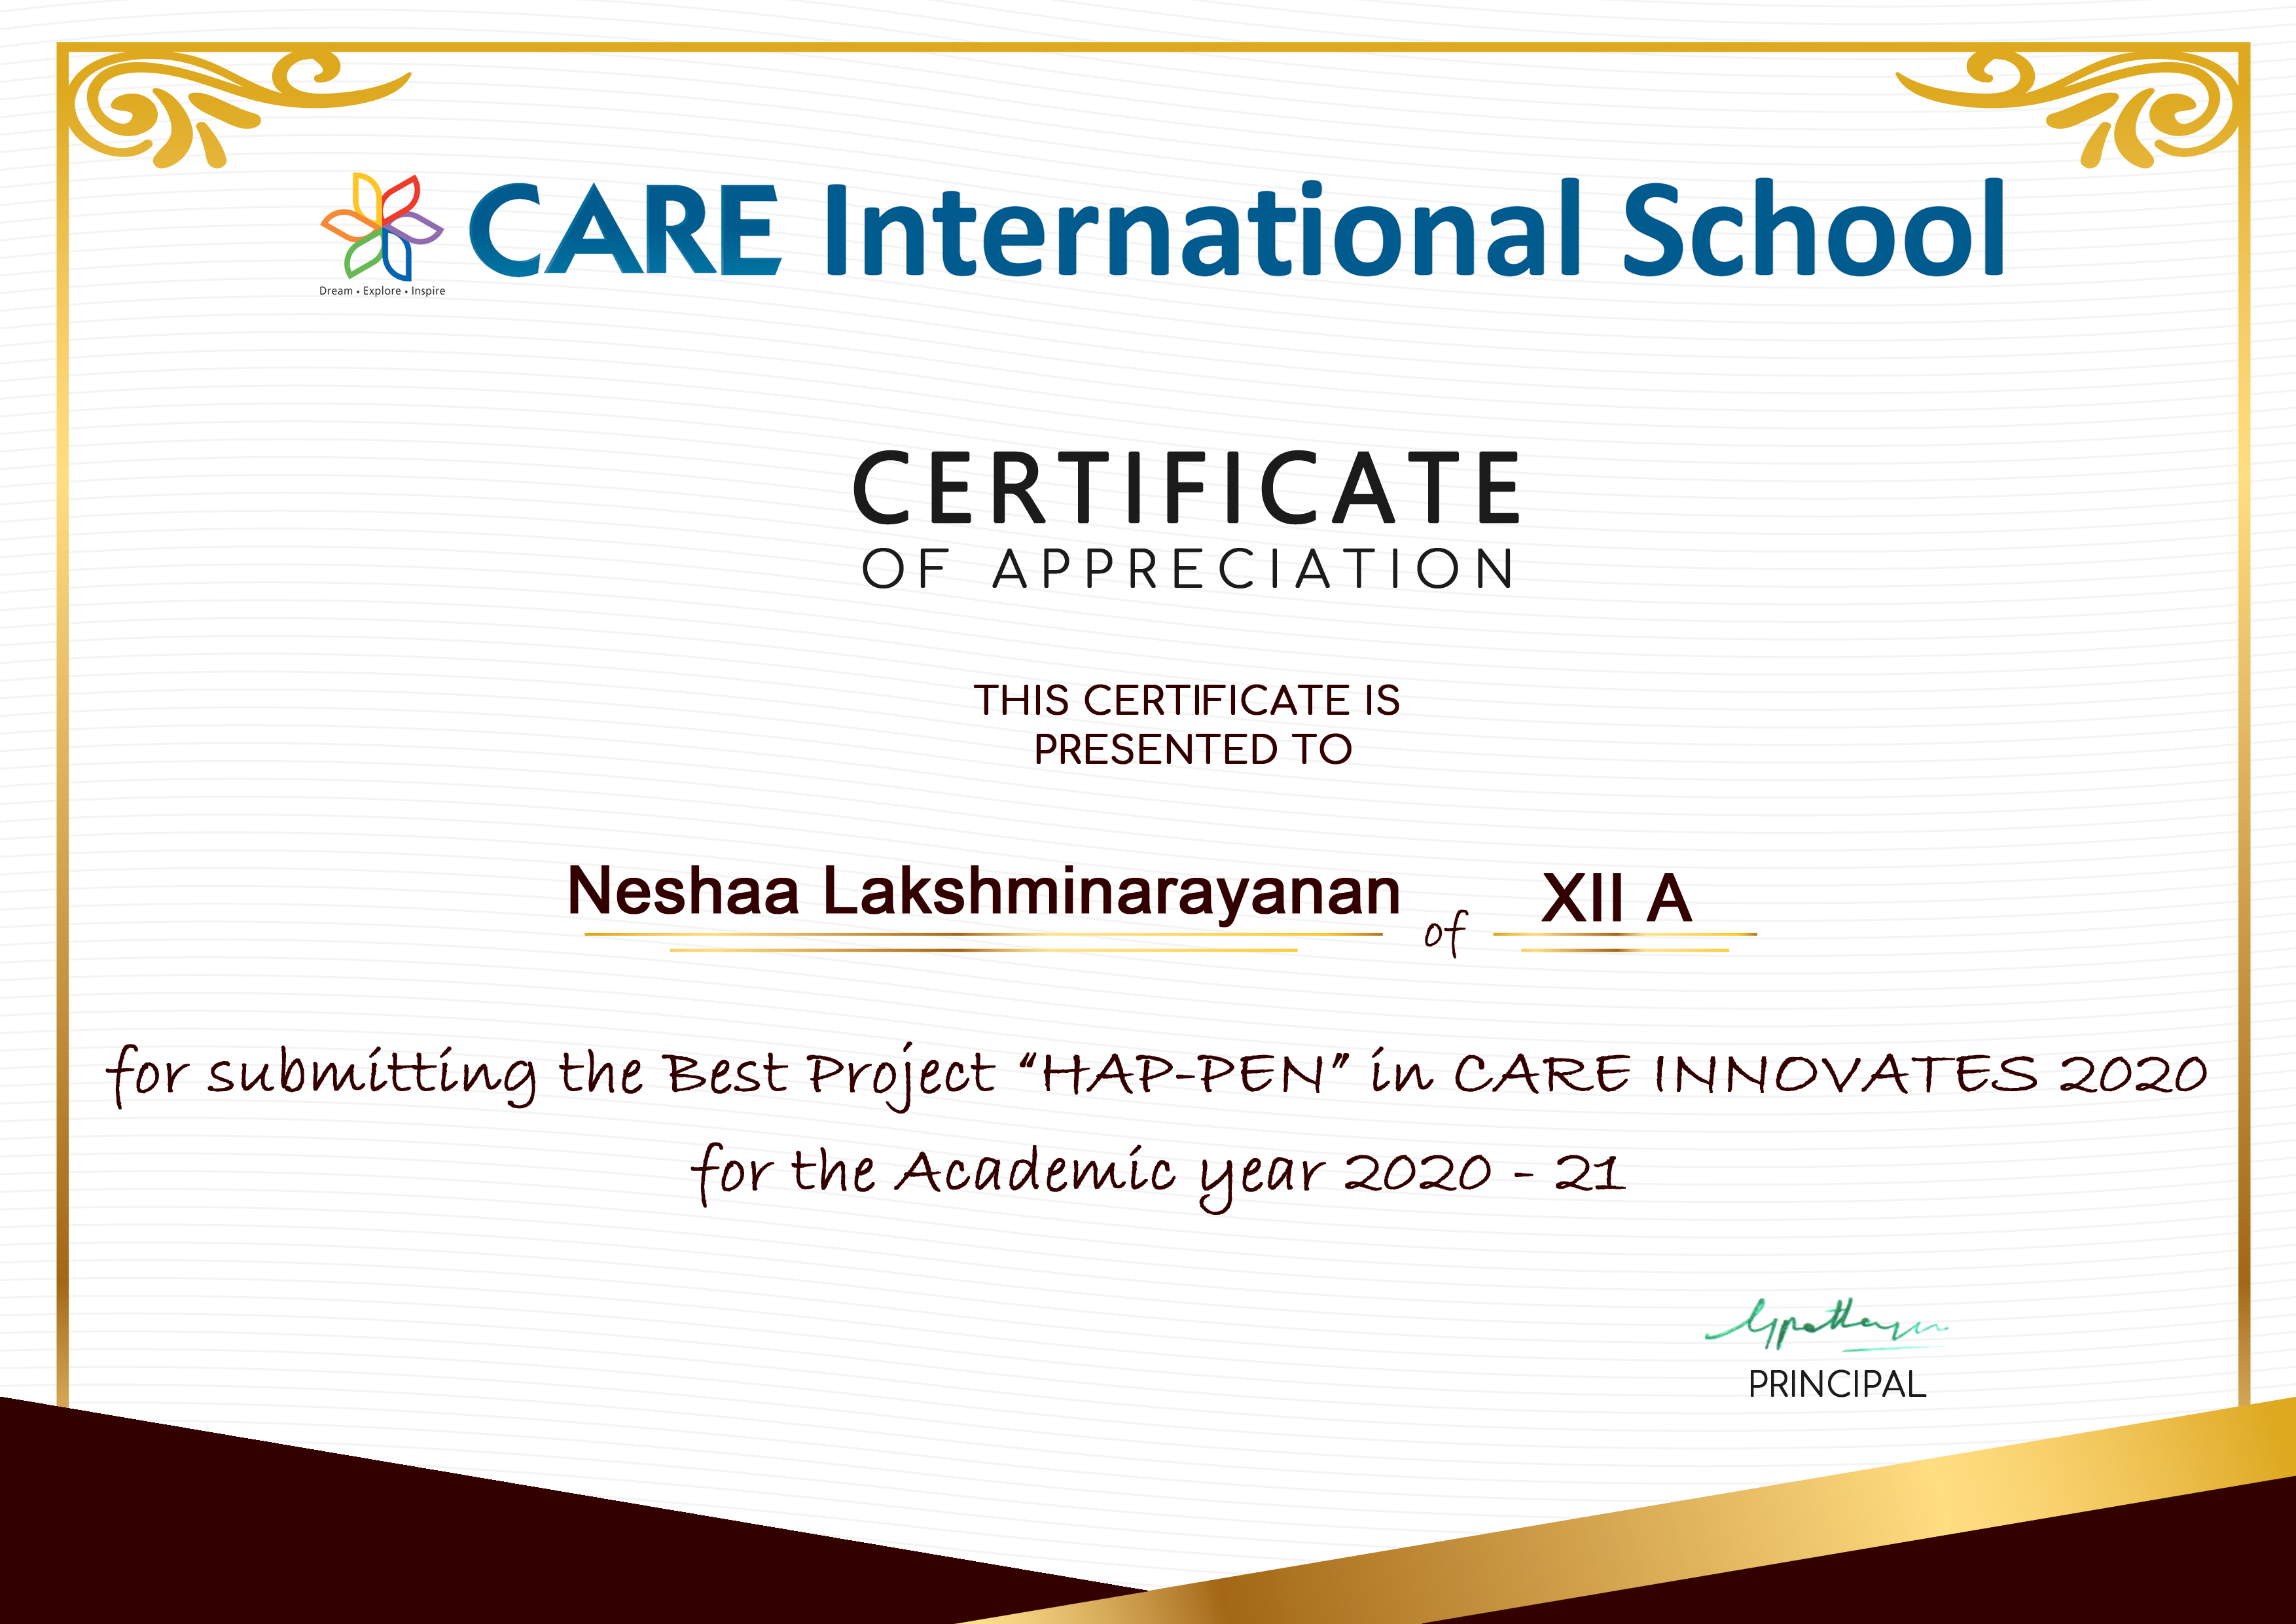 CARE International School
Dream • Explore • Inspire
CERTIFICATE
OF APPRECIATION
THIS CERTIFICATE IS
PRESENTED TO
Neshaa Lakshminarayanan of XII A
for submitting the Best Project “HAP-PEN” in CARE INNOVATES 2020
for the Academic year 2020 - 21
PRINCIPAL